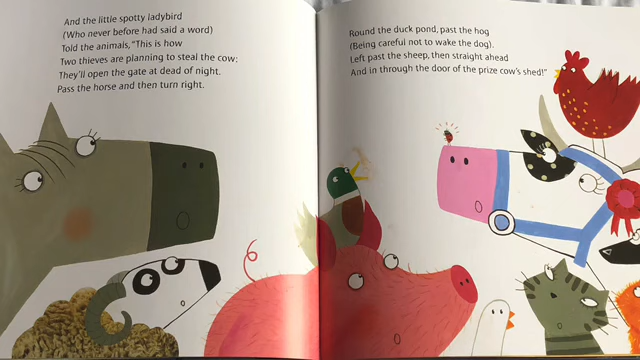 And the little spotty ladybird
(Who never before had said a word)
Told the animals, "This is how
Two thieves are planning to steal the cow:
They'll open the gate at dead of night.
Pass the horse and then turn right.
Round the duck pond, past the hog
(Being careful not to wake the dog).
Left past the sheep, then straight ahead
And in through the door of the prize cow's shed!"